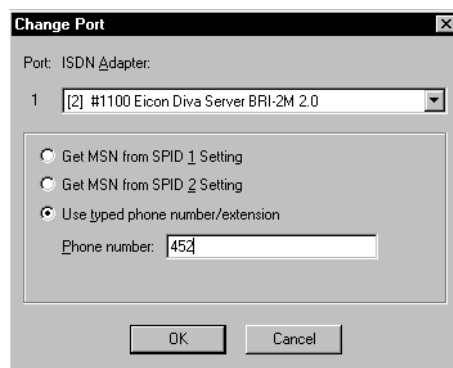 Change Port
Port: ISDN Adapter:
1 [2] #1100 Eicon Diva Server BRI-2M 2.0
Get MSN from SPID 1 Setting
Get MSN from SPID 2 Setting
Use typed phone number/extension
Phone number: 452
OK Cancel